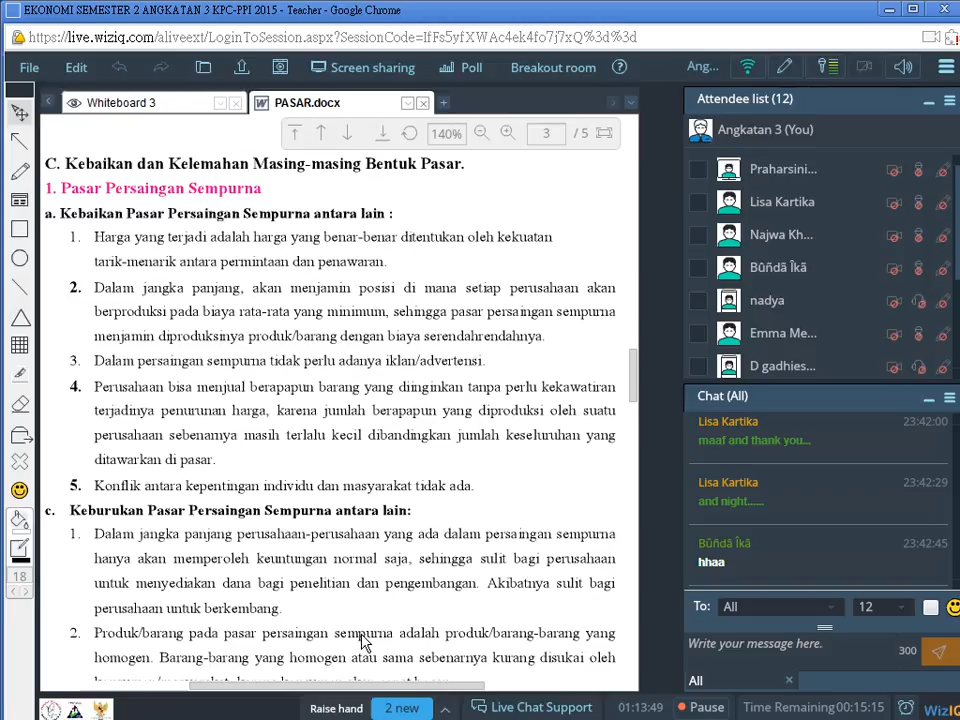 EKONOMI SEMESTER 2 ANGKATAN 3 KPC-PPI 2015 - Teacher - Google Chrome
https://live.wiziq.com/aliveext/LoginToSession.aspx?SessionCode=IfFs5yfXWAc4ek4fo7j7xQ%3d%3d
File Edit Screen sharing Poll Breakout room Ang...
Whiteboard 3 PASAR.docx
140% 3 / 5
C. Kebaikan dan Kelemahan Masing-masing Bentuk Pasar.
1. Pasar Persaingan Sempurna
a. Kebaikan Pasar Persaingan Sempurna antara lain :
1. Harga yang terjadi adalah harga yang benar-benar ditentukan oleh kekuatan
tarik-menarik antara permintaan dan penawaran.
2. Dalam jangka panjang, akan menjamin posisi di mana setiap perusahaan akan
berproduksi pada biaya rata-rata yang minimum, sehingga pasar persaingan sempurna
menjamin diproduksinya produk/barang dengan biaya serendahrendahnya.
3. Dalam persaingan sempurna tidak perlu adanya iklan/advertensi.
4. Perusahaan bisa menjual berapapun barang yang diinginkan tanpa perlu kekawatiran
terjadinya penurunan harga, karena jumlah berapapun yang diproduksi oleh suatu
perusahaan sebenarnya masih terlalu kecil dibandingkan jumlah keseluruhan yang
ditawarkan di pasar.
5. Konflik antara kepentingan individu dan masyarakat tidak ada.
c. Keburukan Pasar Persaingan Sempurna antara lain:
1. Dalam jangka panjang perusahaan-perusahaan yang ada dalam persaingan sempurna
hanya akan memperoleh keuntungan normal saja, sehingga sulit bagi perusahaan
untuk menyediakan dana bagi penelitian dan pengembangan. Akibatnya sulit bagi
perusahaan untuk berkembang.
2. Produk/barang pada pasar persaingan sempurna adalah produk/barang-barang yang
homogen. Barang-barang yang homogen atau sama sebenarnya kurang disukai oleh
18
Attendee list (12)
Angkatan 3 (You)
Praharsini...
Lisa Kartika
Najwa Kh...
Bûñdã Îkã
nadya
Emma Me...
D gadhies...
Chat (All)
Lisa Kartika 23:42:00
maaf and thank you...
Lisa Kartika 23:42:29
and night......
Bûñdã Îkã 23:42:45
hhaa
To: All 12
Write your message here. 300
All
Raise hand 2 new Live Chat Support 01:13:49 Pause Time Remaining 00:15:15 WizIQ